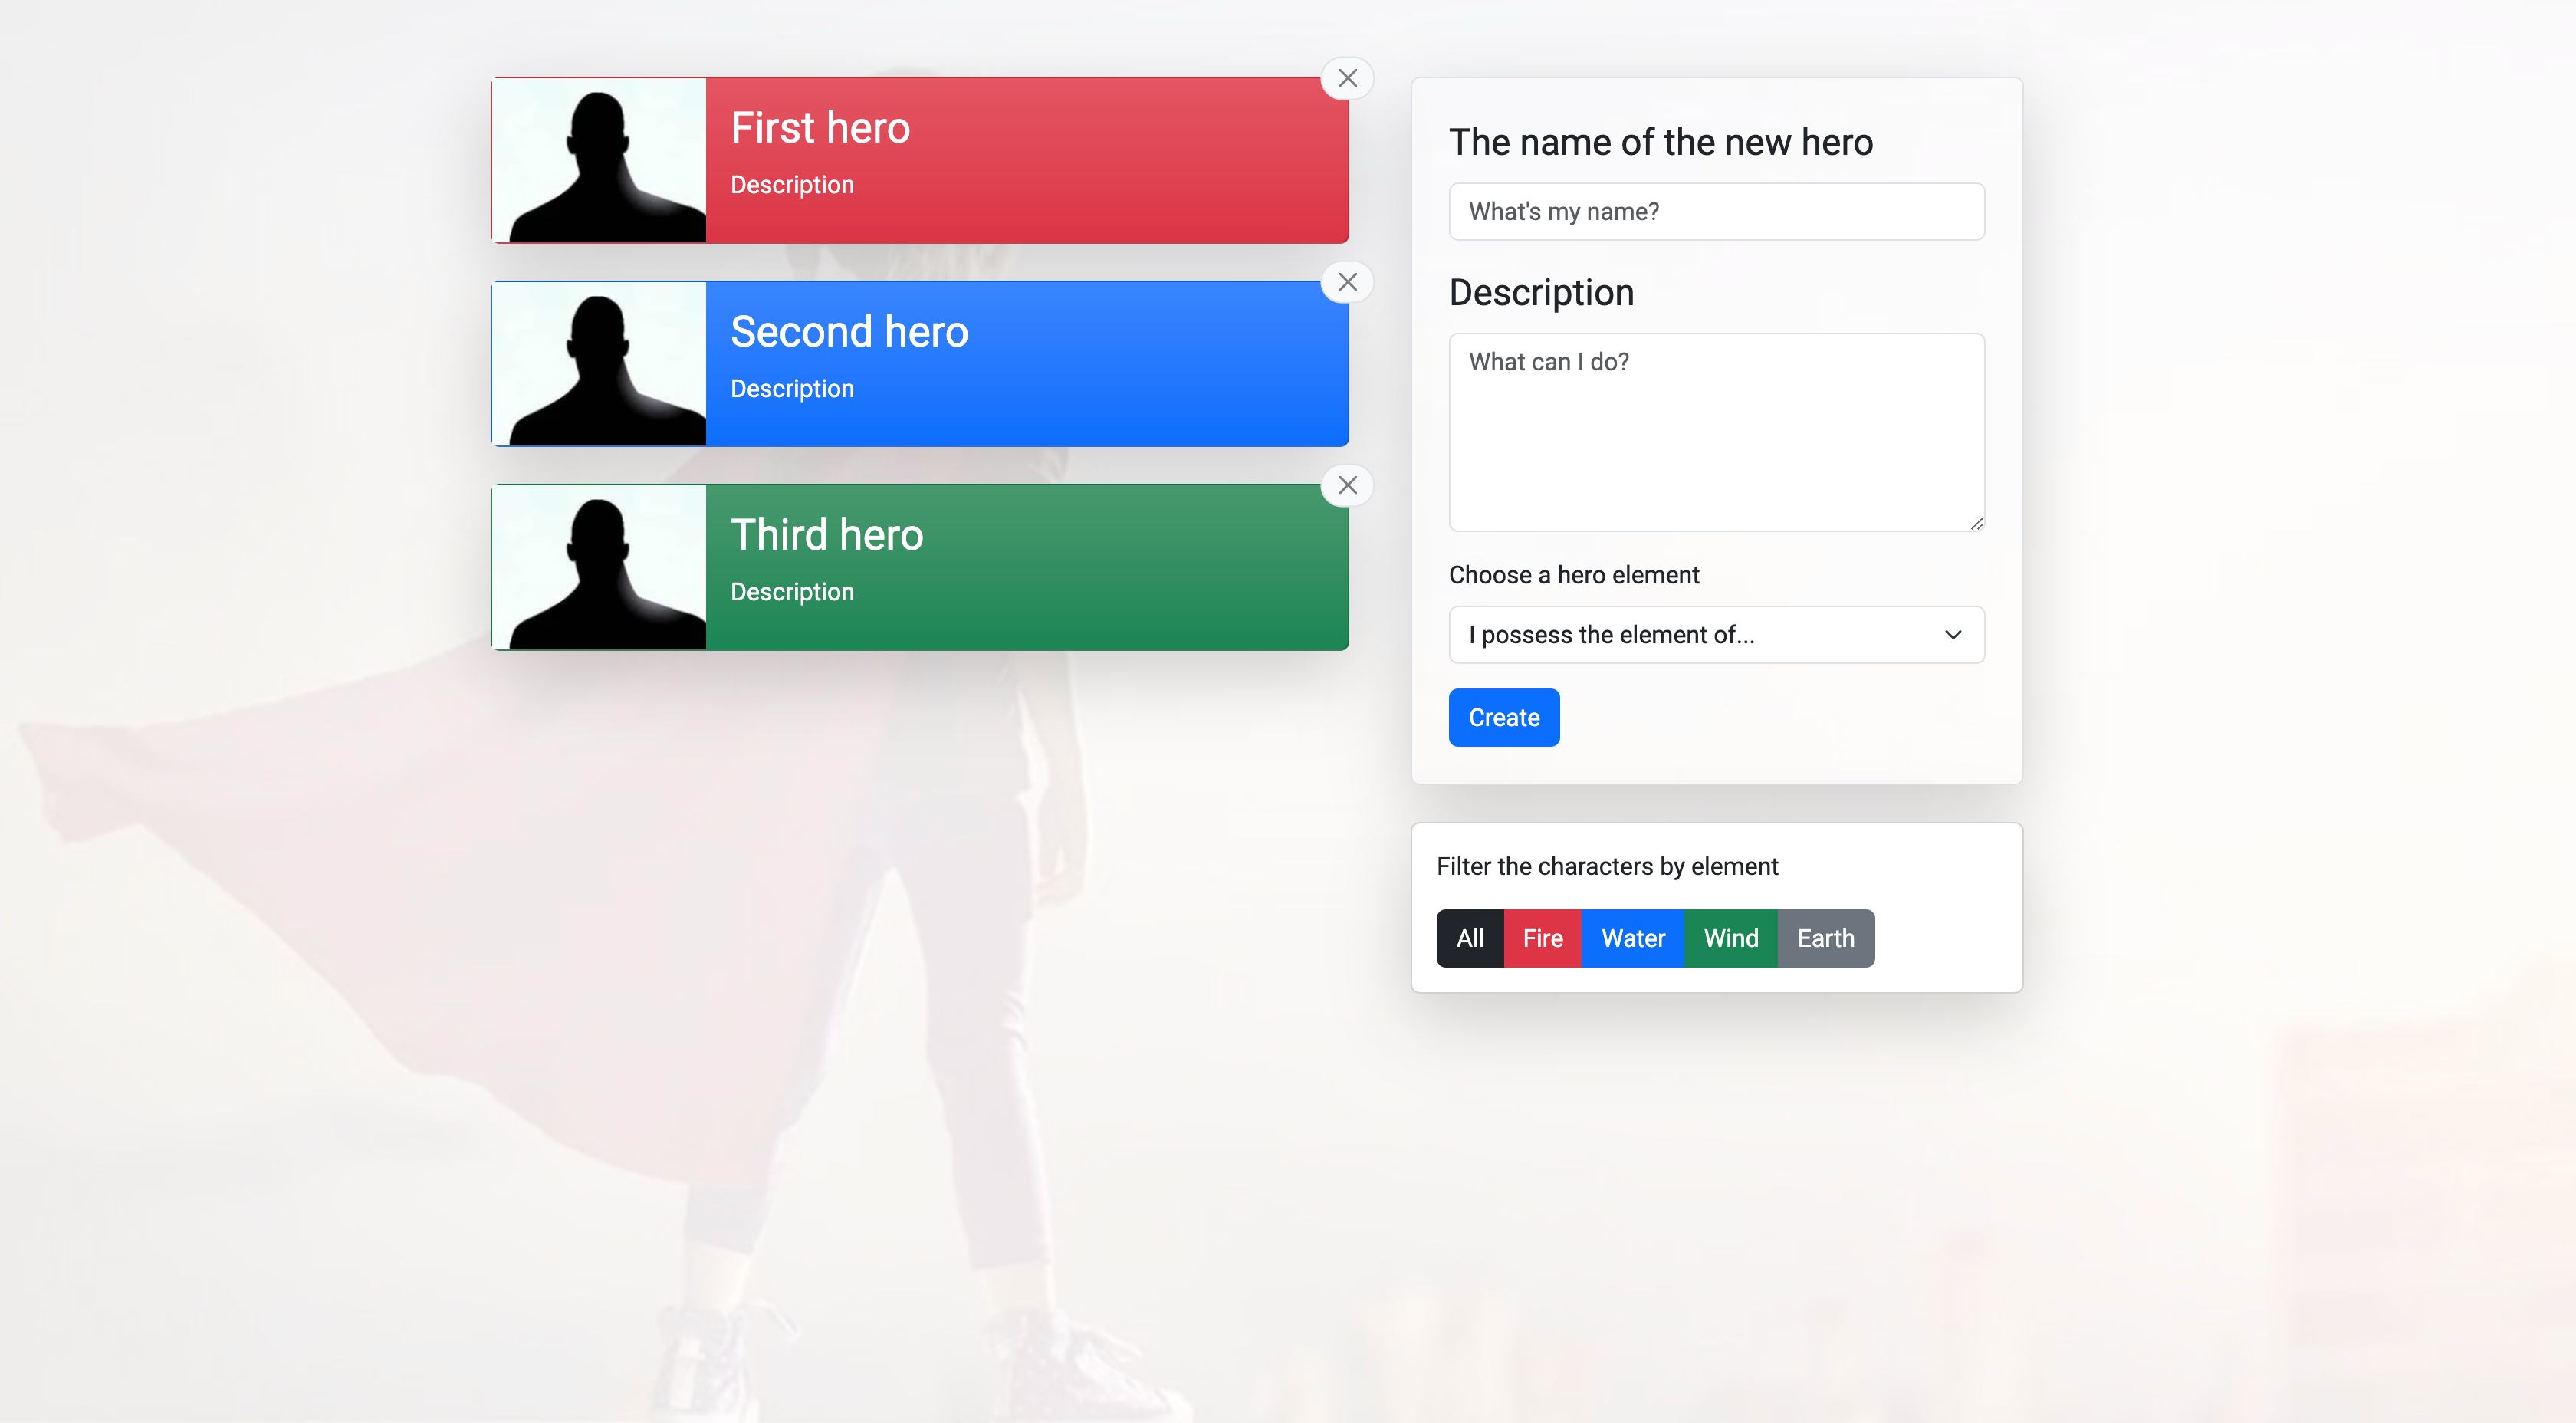 First hero
Description
Second hero
Description
Third hero
Description
The name of the new hero
What's my name?
Description
What can I do?
Choose a hero element
I possess the element of...
Create
Filter the characters by element
All Fire Water Wind Earth